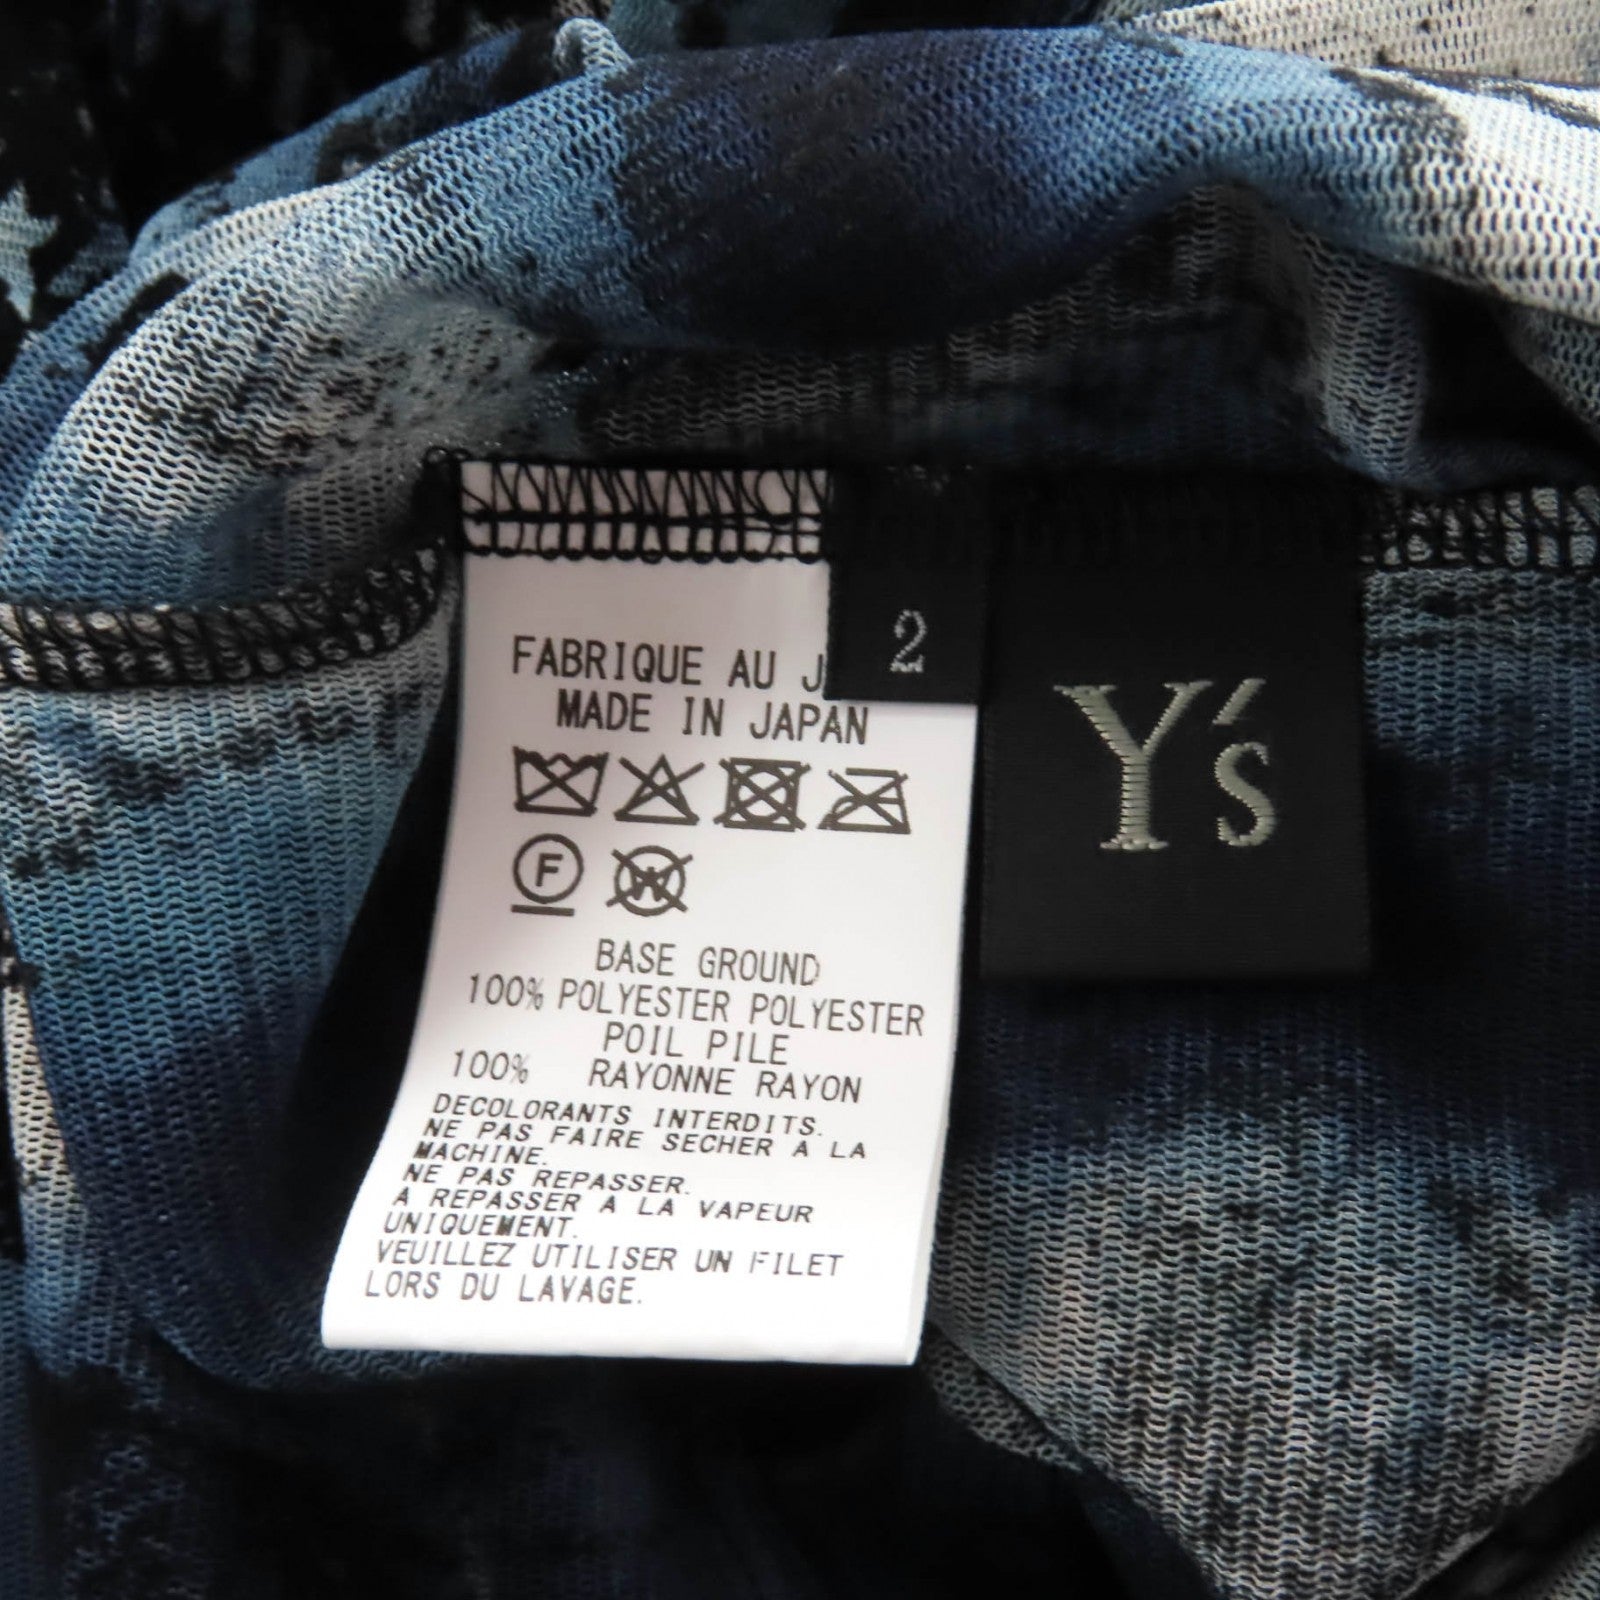 2
Y's
FABRIQUE AU J
MADE IN JAPAN
F
W
BASE GROUND
100% POLYESTER POLYESTER
POIL PILE
100% RAYONNE RAYON
DECOLORANTS INTERDITS.
NE PAS FAIRE SECHER A LA
MACHINE.
NE PAS REPASSER.
A REPASSER A LA VAPEUR
UNIQUEMENT.
VEUILLEZ UTILISER UN FILET
LORS DU LAVAGE.